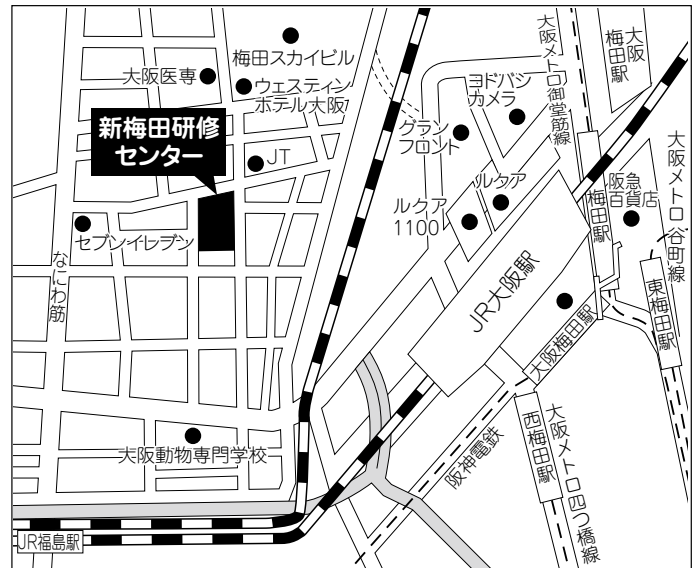 梅田スカイビル
大阪医専
ウェスティン
ホテル大阪
新梅田研修
センター
JT
セブンイレブン
なにわ筋
大阪動物専門学校
JR福島駅
ヨドバシ
カメラ
グラン
フロント
ルクア
ルクア
1100
大阪メトロ御堂筋線
大阪
梅田駅
梅田駅
阪急
百貨店
大阪メトロ谷町線
東梅田駅
JR大阪駅
大阪梅田駅
阪神電鉄
西梅田駅
大阪メトロ四つ橋線